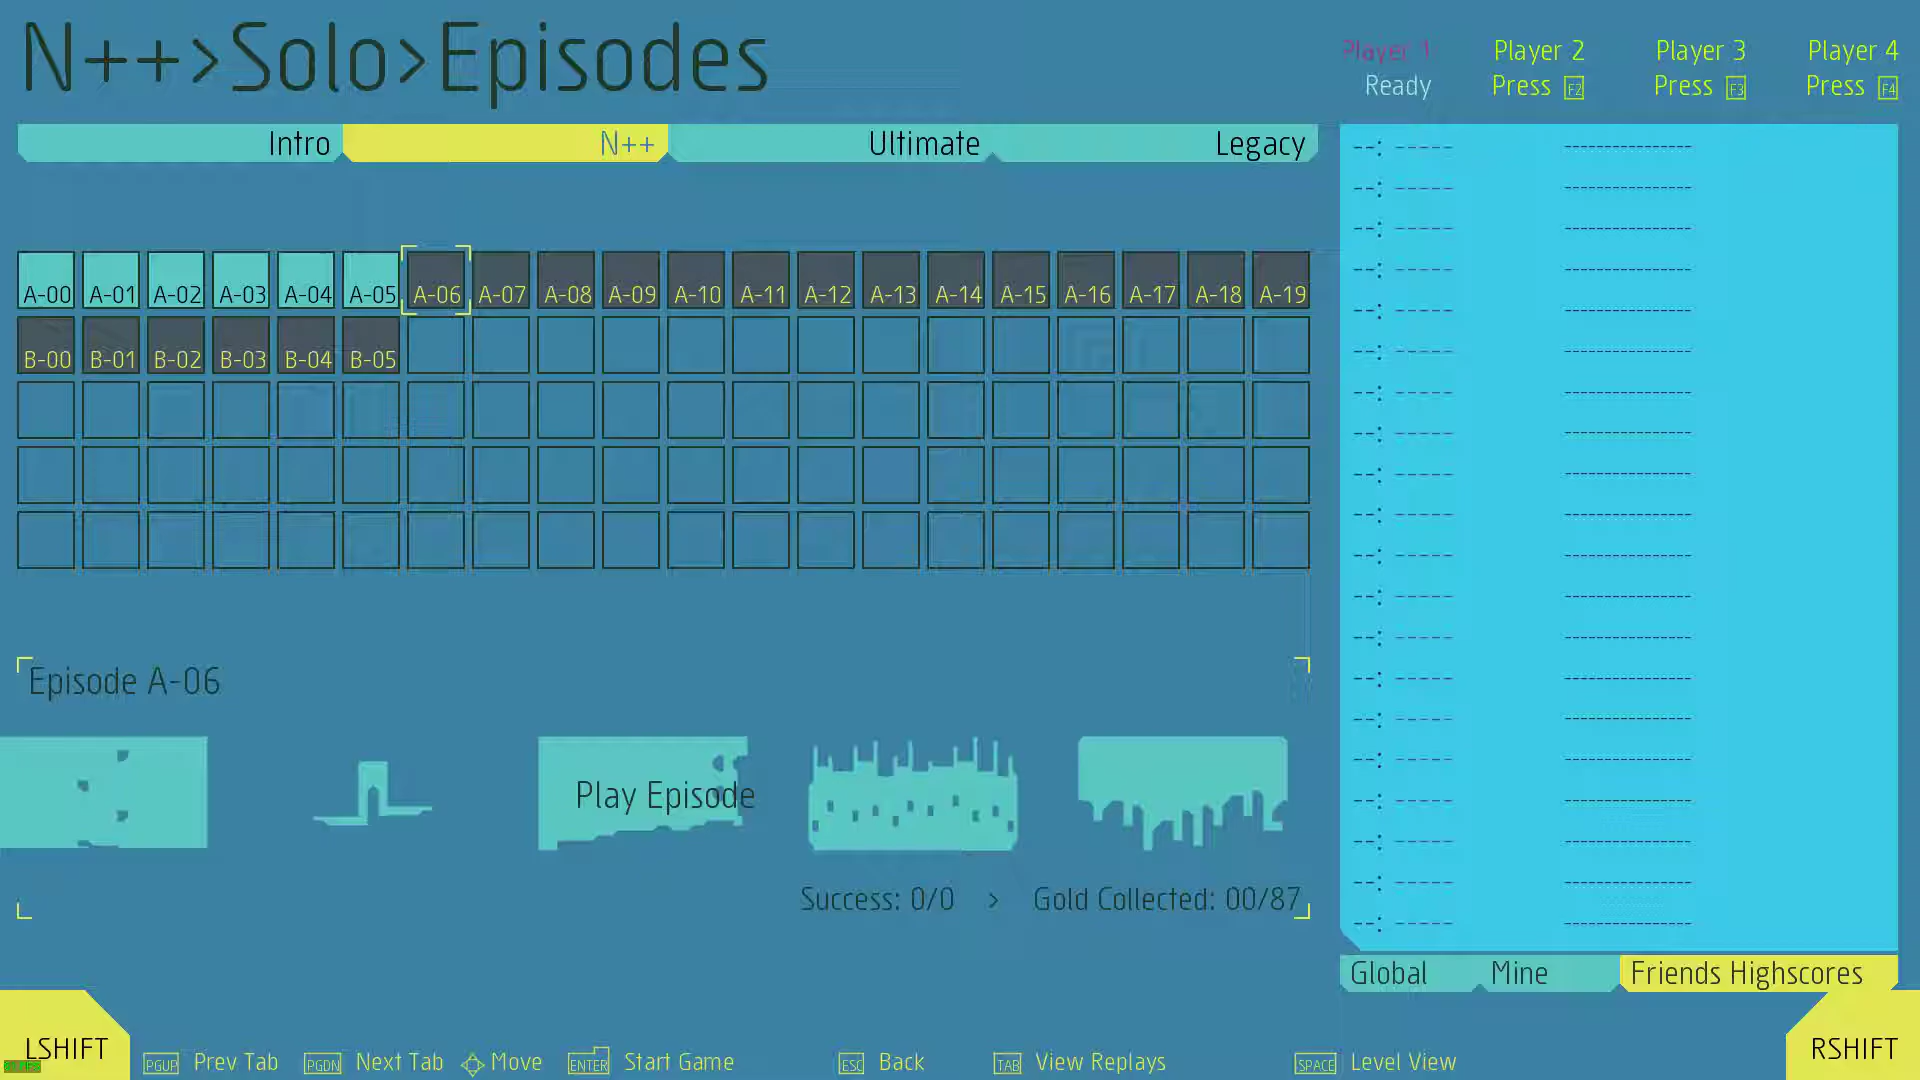 N++>Solo>Episodes
Player 1 Player 2 Player 3 Player 4
Ready Press F2 Press F3 Press F4
Intro N++ Ultimate Legacy
A-00 A-01 A-02 A-03 A-04 A-05 A-06 A-07 A-08 A-09 A-10 A-11 A-12 A-13 A-14 A-15 A-16 A-17 A-18 A-19
B-00 B-01 B-02 B-03 B-04 B-05
Episode A-06
Play Episode
Success: 0/0 > Gold Collected: 00/87
Global Mine Friends Highscores
LSHIFT PGUP Prev Tab PGDN Next Tab Move ENTER Start Game ESC Back TAB View Replays SPACE Level View RSHIFT